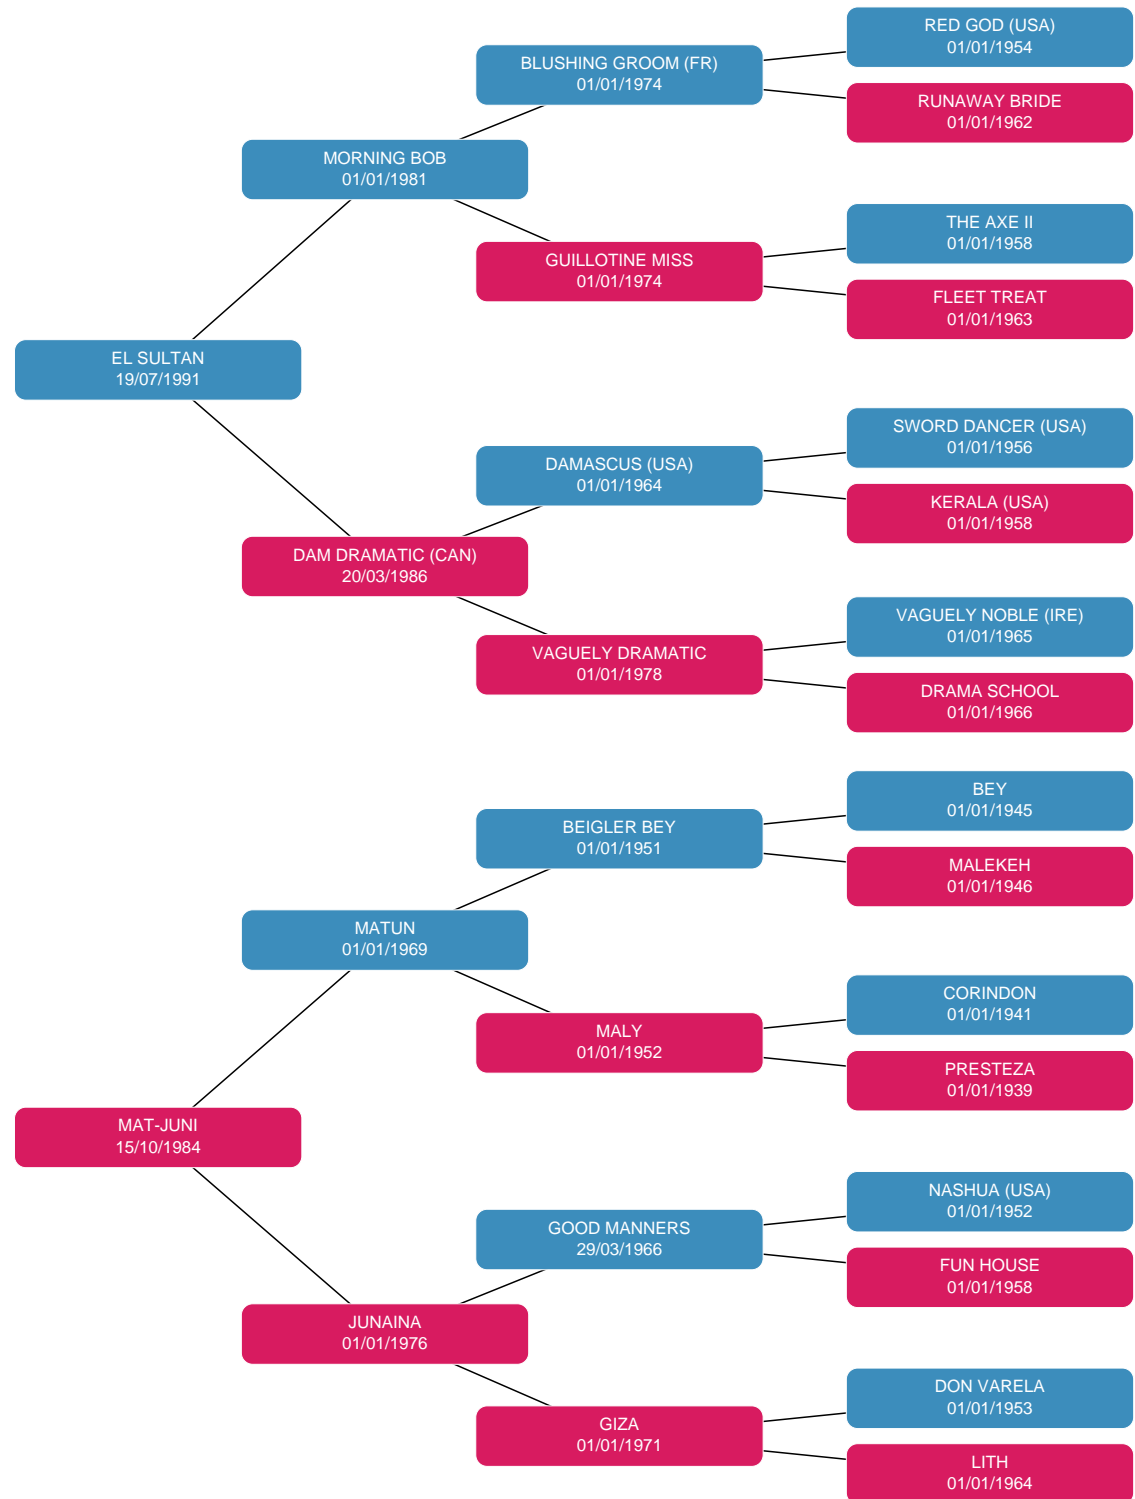 RED GOD (USA)
01/01/1954
BLUSHING GROOM (FR)
01/01/1974
RUNAWAY BRIDE
01/01/1962
MORNING BOB
01/01/1981
THE AXE II
01/01/1958
GUILLOTINE MISS
01/01/1974
FLEET TREAT
01/01/1963
EL SULTAN
19/07/1991
SWORD DANCER (USA)
01/01/1956
DAMASCUS (USA)
01/01/1964
KERALA (USA)
01/01/1958
DAM DRAMATIC (CAN)
20/03/1986
VAGUELY NOBLE (IRE)
01/01/1965
VAGUELY DRAMATIC
01/01/1978
DRAMA SCHOOL
01/01/1966
BEY
01/01/1945
BEIGLER BEY
01/01/1951
MALEKEH
01/01/1946
MATUN
01/01/1969
CORINDON
01/01/1941
MALY
01/01/1952
PRESTEZA
01/01/1939
MAT-JUNI
15/10/1984
NASHUA (USA)
01/01/1952
GOOD MANNERS
29/03/1966
FUN HOUSE
01/01/1958
JUNAINA
01/01/1976
DON VARELA
01/01/1953
GIZA
01/01/1971
LITH
01/01/1964